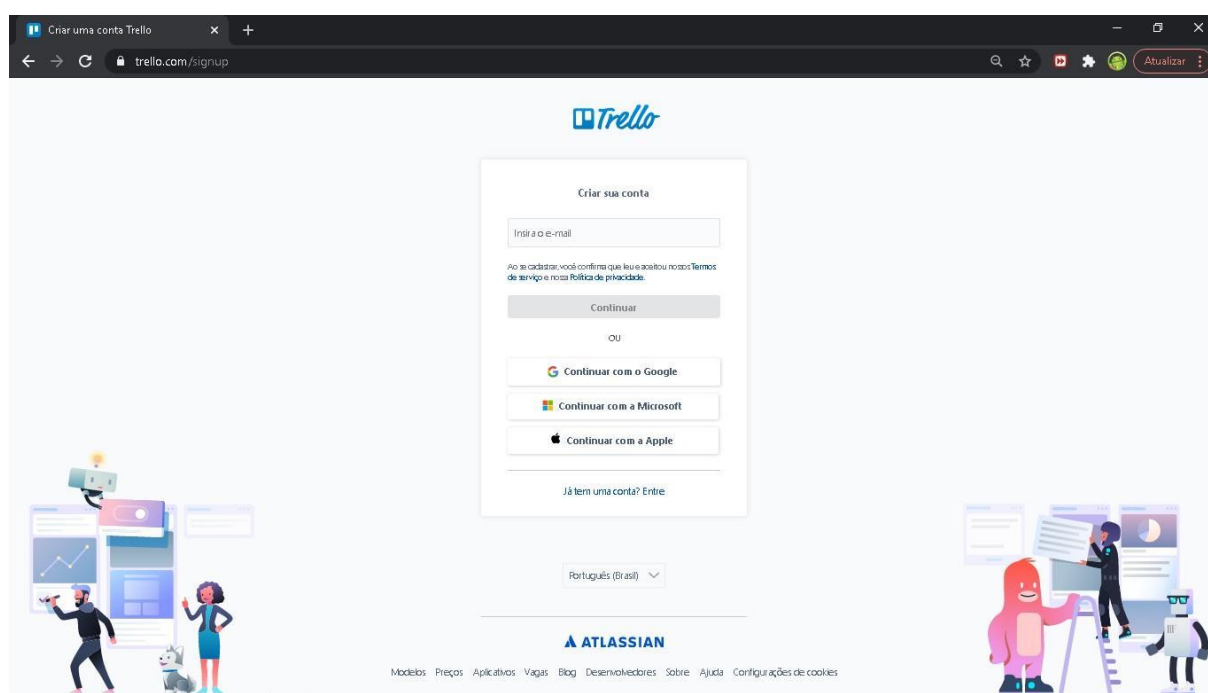 Criar uma conta Trello
trello.com/signup
Atualizar
Trello
Criar sua conta
Insira o e-mail
Ao se cadastrar, você confirma que leu e aceitou nossos Termos
de serviço e nossa Política de privacidade.
Continuar
OU
Continuar com o Google
Continuar com a Microsoft
Continuar com a Apple
Já tem uma conta? Entre
Português (Brasil)
ATLASSIAN
Modelos Preços Aplicativos Vagas Blog Desenvolvedores Sobre Ajuda Configurações de cookies